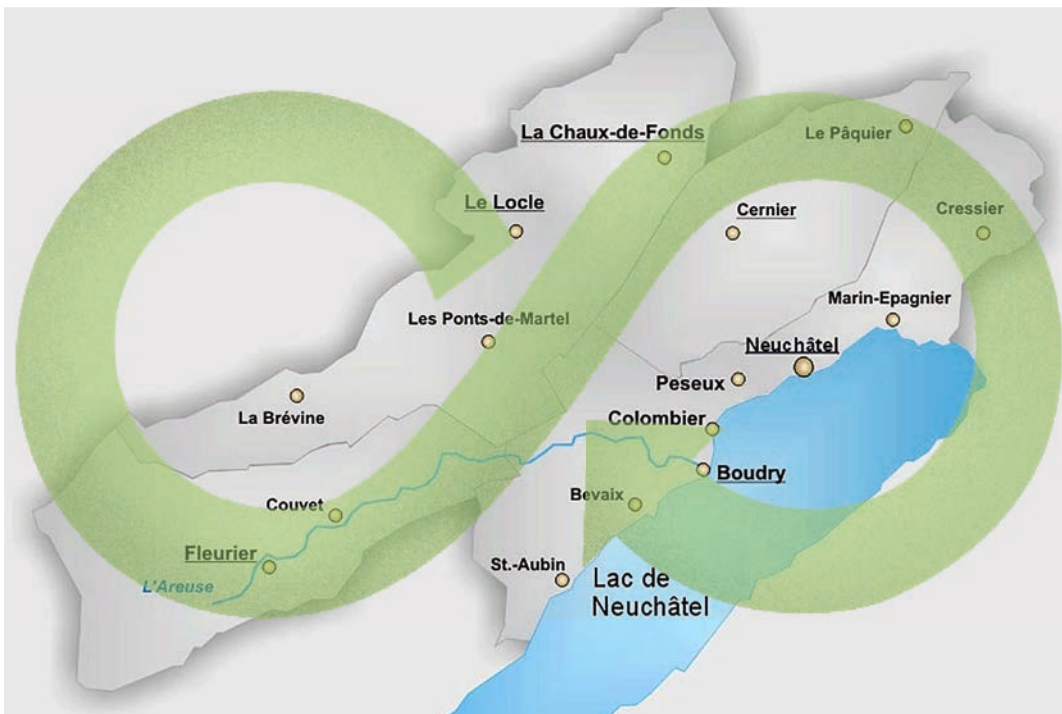 La Chaux-de-Fonds
Le Pâquier
Le Locle
Cernier
Cressier
Marin-Epagnier
Les Ponts-de-Martel
Neuchâtel
Peseux
La Brévine
Colombier
Boudry
Couvet
Bevaix
Fleurier
St.-Aubin
L'Areuse
Lac de
Neuchâtel